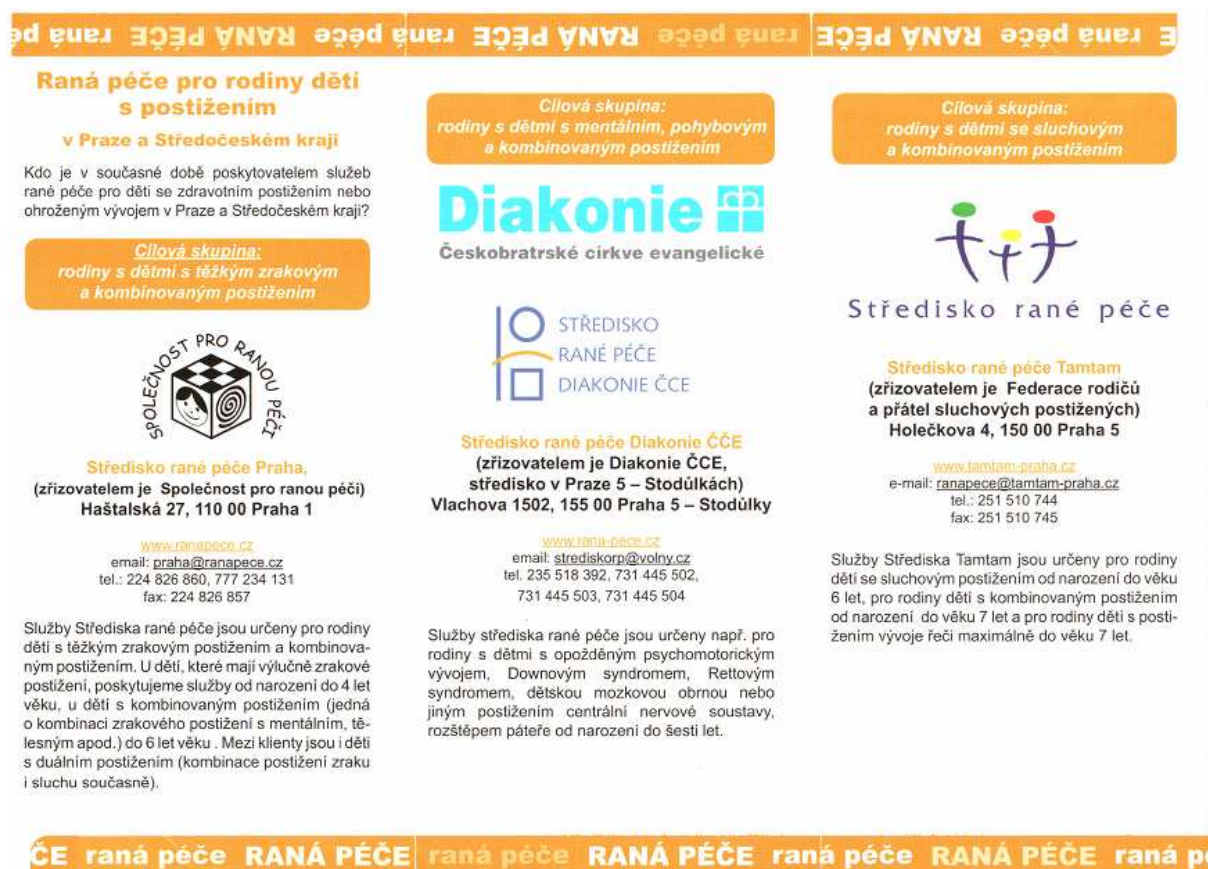 raná pé
RANÁ PÉČE raná péče RANÁ PÉČE raná péče RANÁ PÉČE raná péče
E
Raná péče pro rodiny dětí
s postižením
v Praze a Středočeském kraji
Kdo je v současné době poskytovatelem služeb
rané péče pro děti se zdravotním postižením nebo
ohroženým vývojem v Praze a Středočeském kraji?
Cílová skupina:
rodiny s dětmi s těžkým zrakovým
a kombinovaným postižením
SPOLEČNOST PRO RANOU PÉČI
Středisko rané péče Praha,
(zřizovatelem je Společnost pro ranou péči)
Haštalská 27, 110 00 Praha 1
www.ranapece.cz
email: praha@ranapece.cz
tel.: 224 826 860, 777 234 131
fax: 224 826 857
Služby Střediska rané péče jsou určeny pro rodiny
dětí s těžkým zrakovým postižením a kombinova-
ným postižením. U dětí, které mají výlučně zrakové
postižení, poskytujeme služby od narození do 4 let
věku, u dětí s kombinovaným postižením (jedná
o kombinaci zrakového postižení s mentálním, tě-
lesným apod.) do 6 let věku . Mezi klienty jsou i děti
s duálním postižením (kombinace postižení zraku
i sluchu současně).
Cílová skupina:
rodiny s dětmi s mentálním, pohybovým
a kombinovaným postižením
Diakonie
Českobratrské církve evangelické
STŘEDISKO
RANÉ PÉČE
DIAKONIE ČCE
Středisko rané péče Diakonie ČČE
(zřizovatelem je Diakonie ČČE,
středisko v Praze 5 – Stodůlkách)
Vlachova 1502, 155 00 Praha 5 – Stodůlky
www.rana-pece.cz
email: strediskorp@volny.cz
tel. 235 518 392, 731 445 502,
731 445 503, 731 445 504
Služby střediska rané péče jsou určeny např. pro
rodiny s dětmi s opožděným psychomotorickým
vývojem, Downovým syndromem, Rettovým
syndromem, dětskou mozkovou obrnou nebo
jiným postižením centrální nervové soustavy,
rozštěpem páteře od narození do šesti let.
Cílová skupina:
rodiny s dětmi se sluchovým
a kombinovaným postižením
Středisko rané péče
Středisko rané péče Tamtam
(zřizovatelem je Federace rodičů
a přátel sluchových postižených)
Holečkova 4, 150 00 Praha 5
www.tamtam-praha.cz
e-mail: ranapece@tamtam-praha.cz
tel.: 251 510 744
fax: 251 510 745
Služby Střediska Tamtam jsou určeny pro rodiny
dětí se sluchovým postižením od narození do věku
6 let, pro rodiny dětí s kombinovaným postižením
od narození do věku 7 let a pro rodiny dětí s posti-
žením vývoje řeči maximálně do věku 7 let.
ČE raná péče RANÁ PÉČE raná péče RANÁ PÉČE raná péče RANÁ PÉČE raná pé